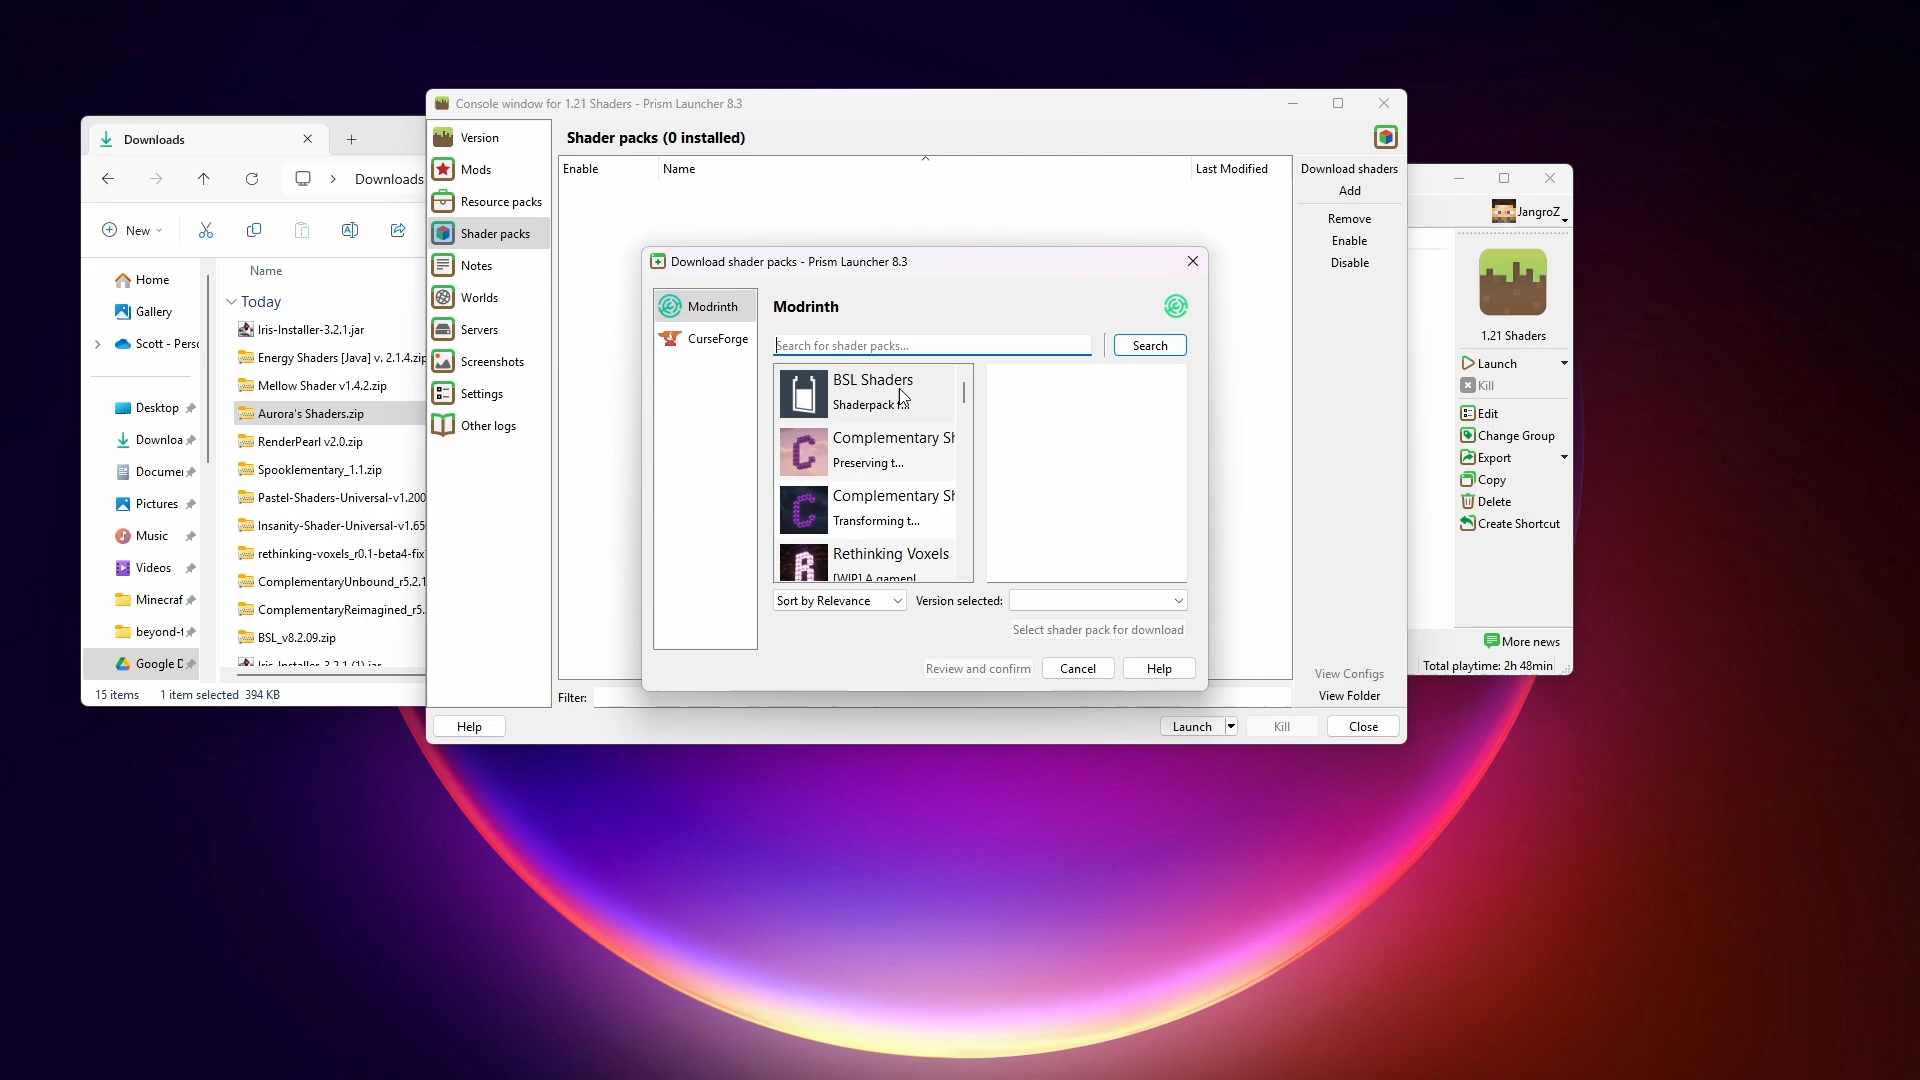 Downloads
Downloads
New
Home
Gallery
Scott - Pers
Desktop
Downloa
Documer
Pictures
Music
Videos
Minecraf
beyond-
Google D
Name
Today
Iris-Installer-3.2.1.jar
Energy Shaders [Java] v. 2.1.4.zip
Mellow Shader v1.4.2.zip
Aurora's Shaders.zip
RenderPearl v2.0.zip
Spooklementary_1.1.zip
Pastel-Shaders-Universal-v1.200
Insanity-Shader-Universal-v1.65
rethinking-voxels_r0.1-beta4-fix
ComplementaryUnbound_r5.2.1
ComplementaryReimagined_r5.
BSL_v8.2.09.zip
Iris-Installer-3.2.1 (1).jar
15 items 1 item selected 394 KB
Console window for 1.21 Shaders - Prism Launcher 8.3
Version
Mods
Resource packs
Shader packs
Notes
Worlds
Servers
Screenshots
Settings
Other logs
Shader packs (0 installed)
Enable Name Last Modified
Download shaders
Add
Remove
Enable
Disable
View Configs
View Folder
Filter:
Help Launch Kill Close
Download shader packs - Prism Launcher 8.3
Modrinth
CurseForge
Modrinth
Search for shader packs... Search
BSL Shaders
Shaderpack
Complementary Sh
Preserving t...
Complementary Sh
Transforming t...
Rethinking Voxels
[WIP] A gamepl
Sort by Relevance Version selected:
Select shader pack for download
Review and confirm Cancel Help
JangroZ
1.21 Shaders
Launch
Kill
Edit
Change Group
Export
Copy
Delete
Create Shortcut
More news
Total playtime: 2h 48min